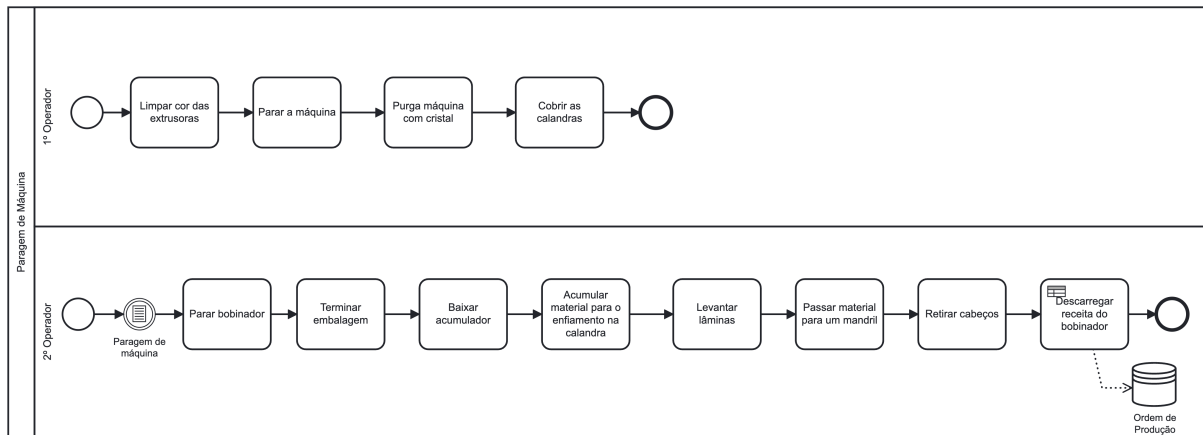 Paragem de Máquina
1º Operador
Limpar cor das
extrusoras
Parar a máquina
Purga máquina
com cristal
Cobrir as
calandras
2º Operador
Paragem de
máquina
Parar bobinador
Terminar
embalagem
Baixar
acumulador
Acumular
material para o
enfiamento na
calandra
Levantar
lâminas
Passar material
para um mandril
Retirar cabeços
Descarregar
receita do
bobinador
Ordem de
Produção